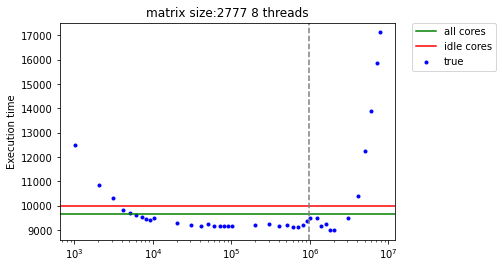 matrix size:2777 8 threads
all cores
idle cores
true
Execution time
17000
16000
15000
14000
13000
12000
11000
10000
9000
10³
10⁴
10⁵
10⁶
10⁷